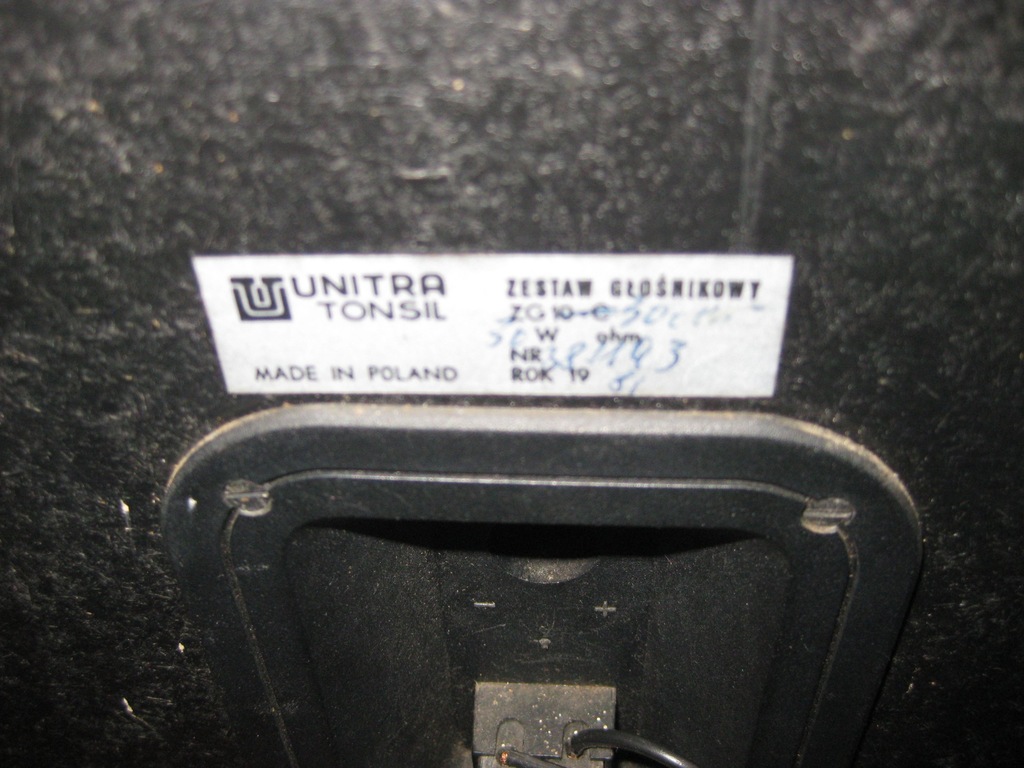 UNITRA
TONSIL
MADE IN POLAND
ZESTAW GŁOŚNIKOWY
ZG 10-C
W ohm
NR
ROK 19
- +